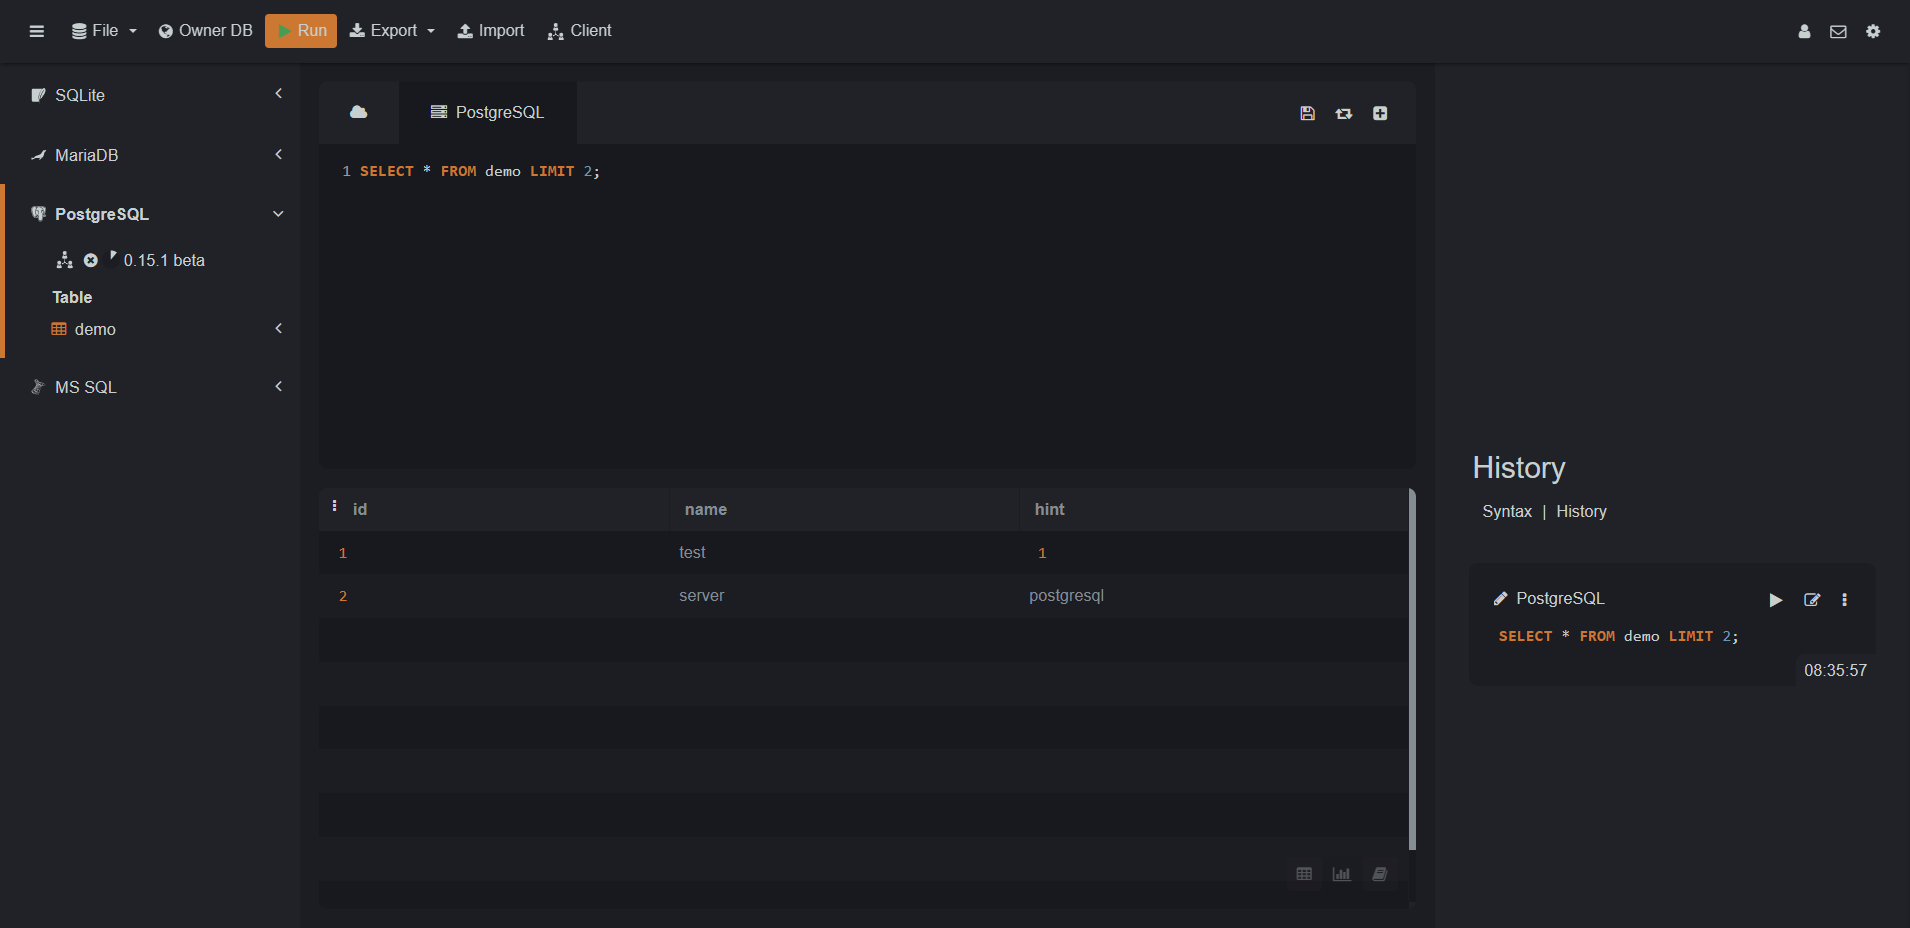 File Owner DB Run Export Import Client
SQLite
MariaDB
PostgreSQL
0.15.1 beta
Table
demo
MS SQL
PostgreSQL
1 SELECT * FROM demo LIMIT 2;
id name hint
1 test 1
2 server postgresql
History
Syntax | History
PostgreSQL
SELECT * FROM demo LIMIT 2;
08:35:57